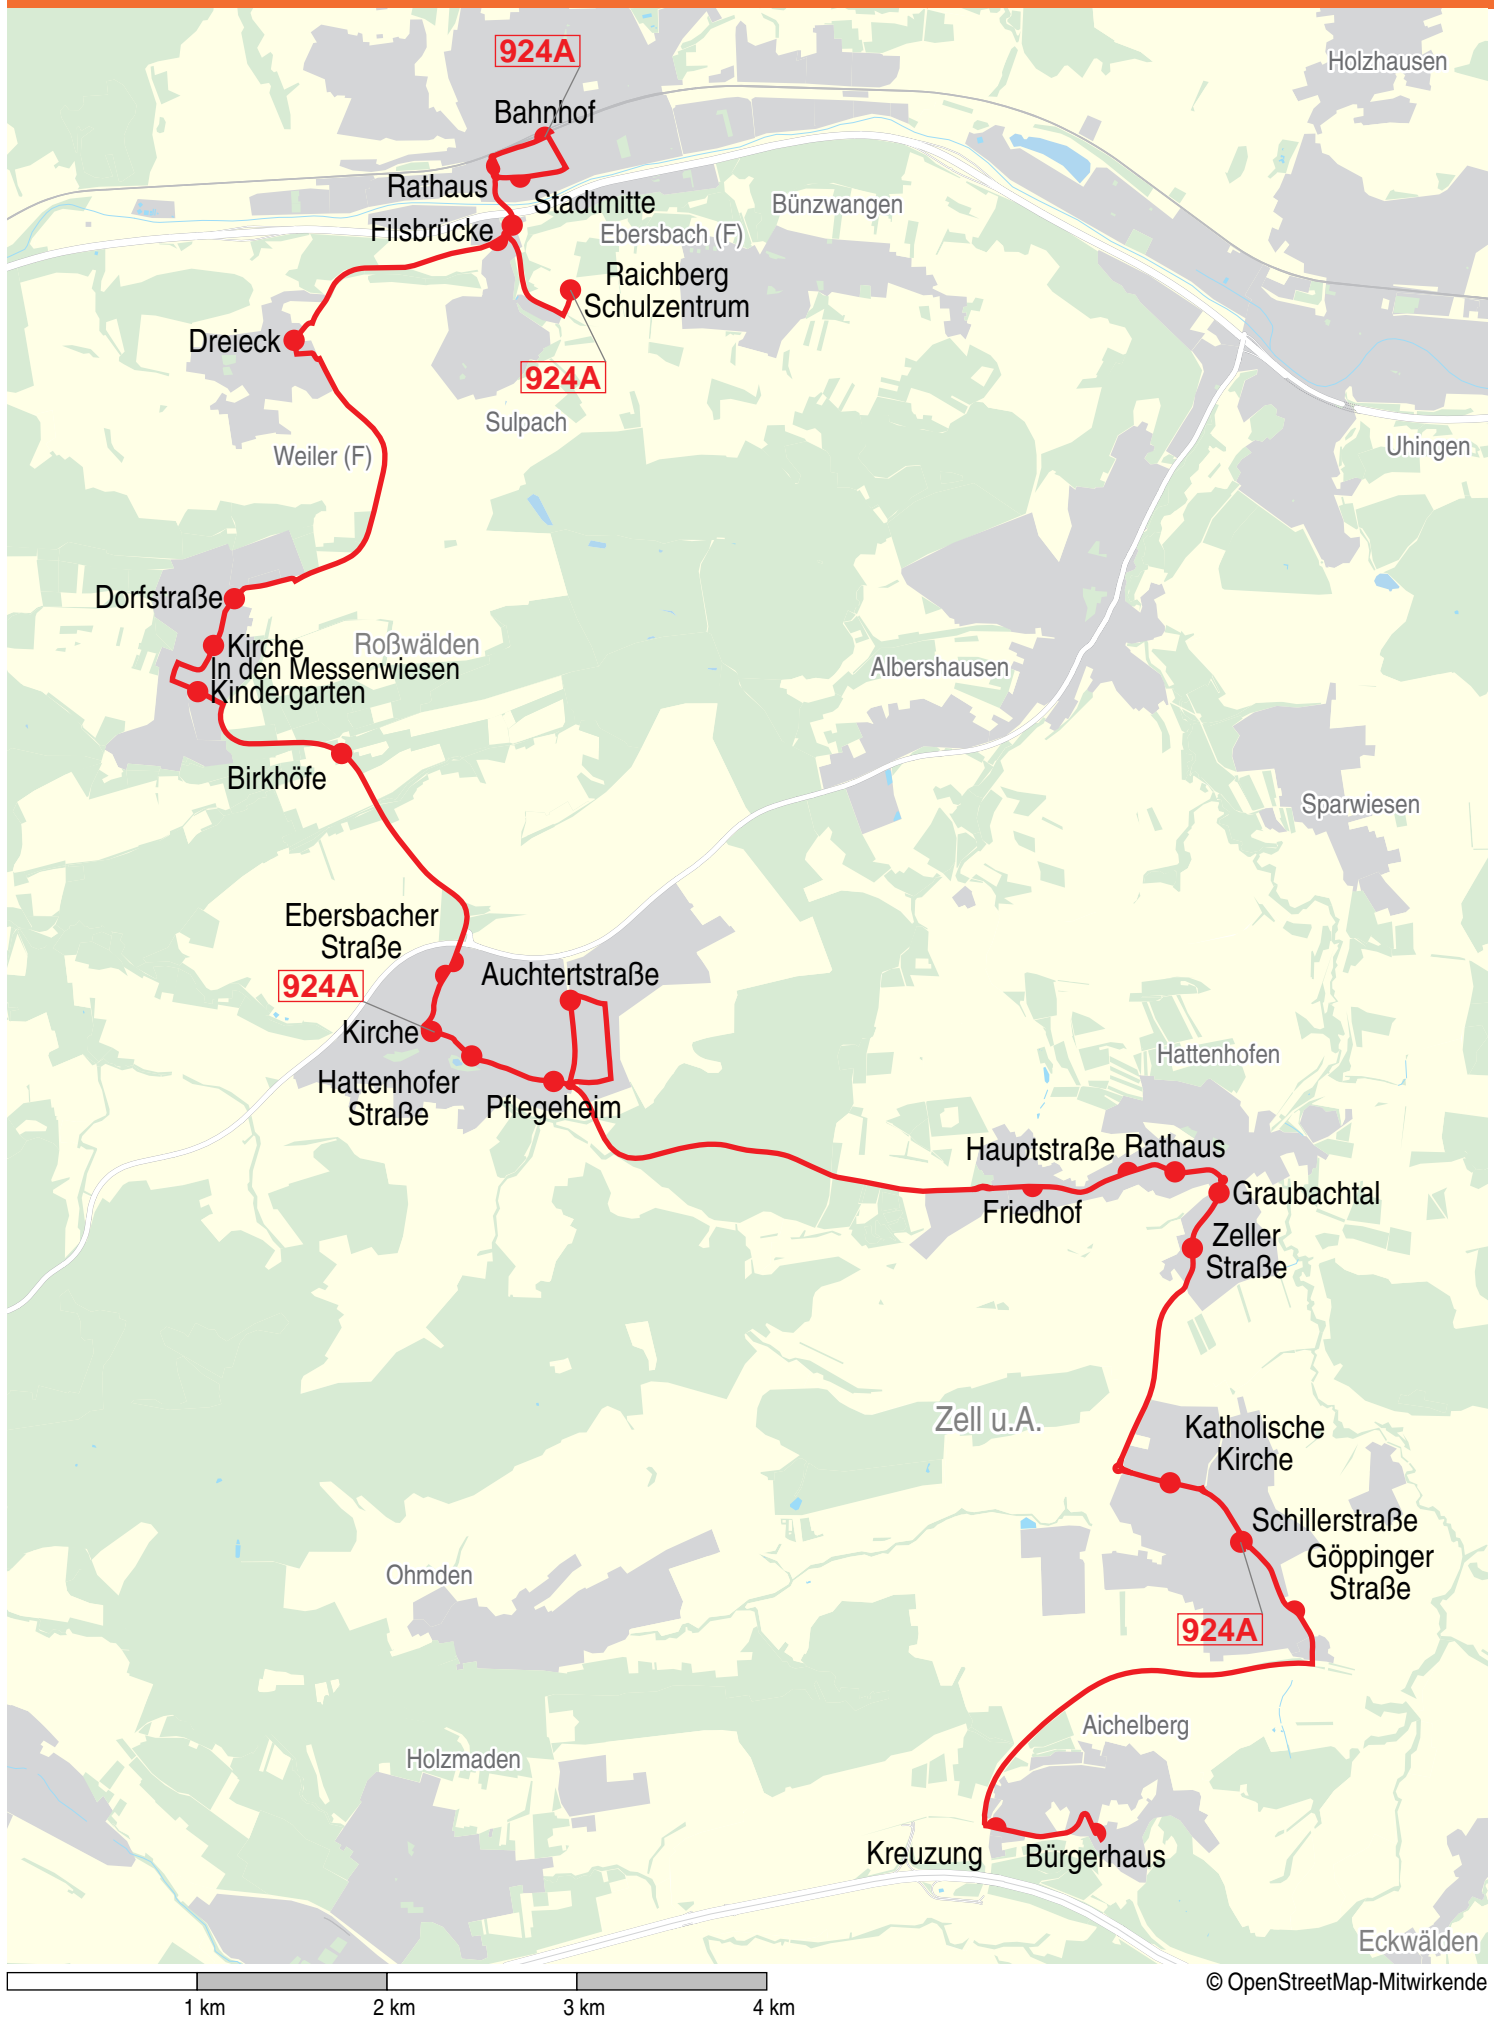 924A
Holzhausen
Bahnhof
Rathaus
Stadtmitte
Bünzwangen
Filsbrücke
Ebersbach (F)
Raichberg
Schulzentrum
Dreieck
924A
Sulpach
Weiler (F)
Uhingen
Dorfstraße
Kirche
Roßwälden
In den Messenwiesen
Kindergarten
Albershausen
Birkhöfe
Sparwiesen
Ebersbacher
Straße
Auchtertstraße
924A
Kirche
Hattenhofer
Straße
Pflegeheim
Hattenhofen
Hauptstraße
Rathaus
Graubachtal
Friedhof
Zeller
Straße
Zell u.A.
Katholische
Kirche
Schillerstraße
Göppinger
Straße
Ohmden
924A
Aichelberg
Holzmaden
Kreuzung
Bürgerhaus
Eckwälden
© OpenStreetMap-Mitwirkende
1 km
2 km
3 km
4 km